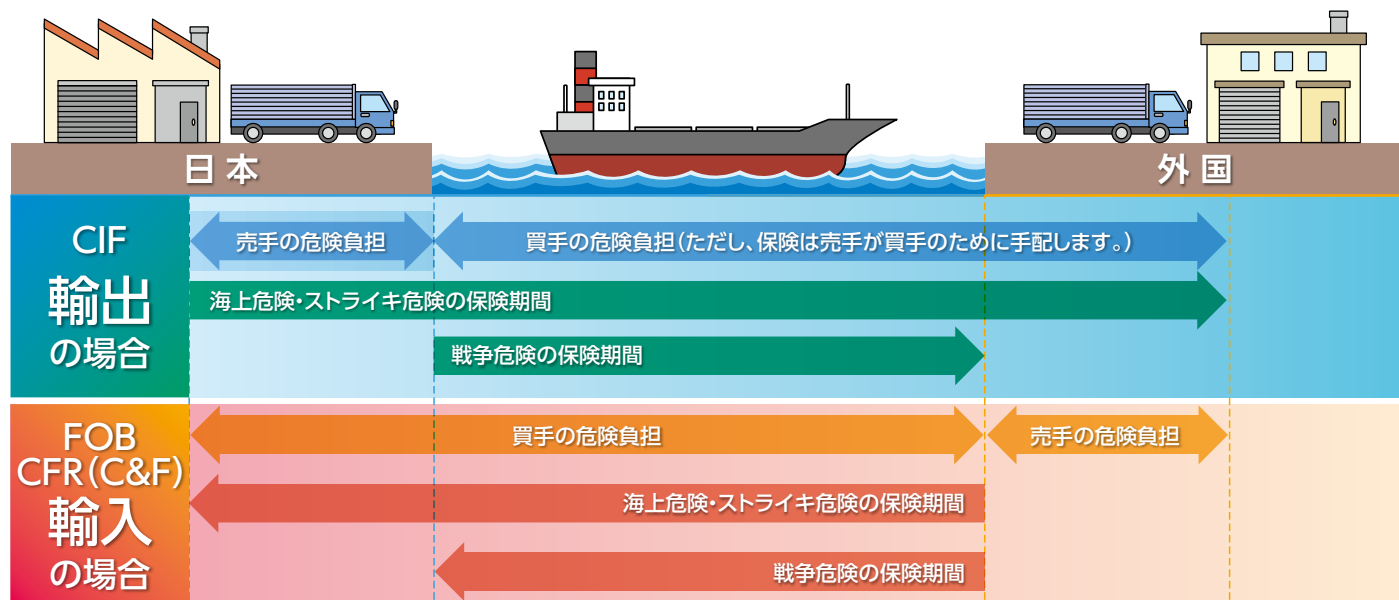 日本
外国
CIF
輸出
の場合
売手の危険負担
買手の危険負担（ただし、保険は売手が買手のために手配します。）
海上危険・ストライキ危険の保険期間
戦争危険の保険期間
FOB
CFR（C&F）
輸入
の場合
買手の危険負担
売手の危険負担
海上危険・ストライキ危険の保険期間
戦争危険の保険期間